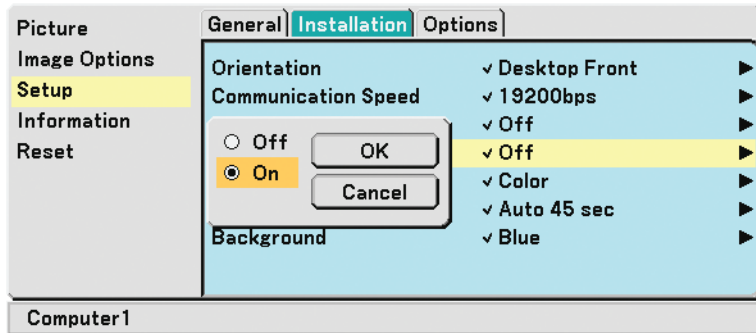 Picture
Image Options
Setup
Information
Reset
General Installation Options
Orientation ✓ Desktop Front
Communication Speed ✓ 19200bps
✓ Off
✓ Off
✓ Color
✓ Auto 45 sec
Background ✓ Blue
Off
On
OK
Cancel
Computer1